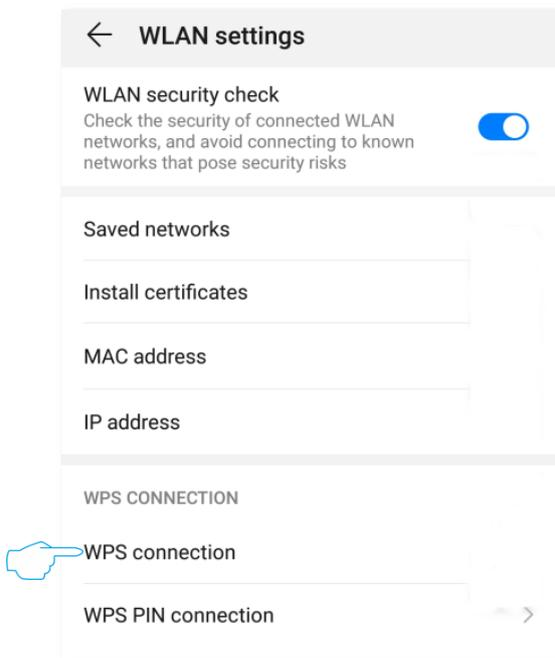 WLAN settings
WLAN security check
Check the security of connected WLAN
networks, and avoid connecting to known
networks that pose security risks
Saved networks
Install certificates
MAC address
IP address
WPS CONNECTION
WPS connection
WPS PIN connection